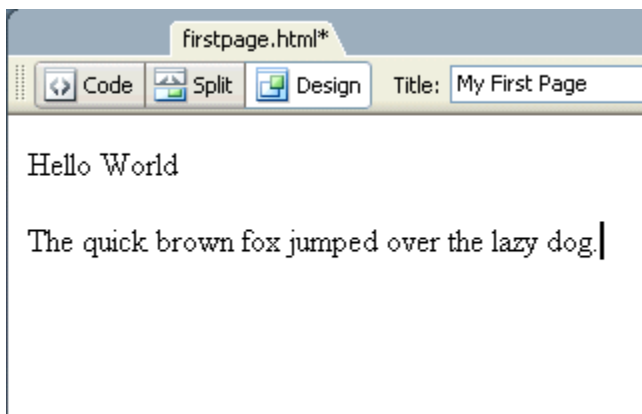 firstpage.html*
Code Split Design Title: My First Page
Hello World
The quick brown fox jumped over the lazy dog.